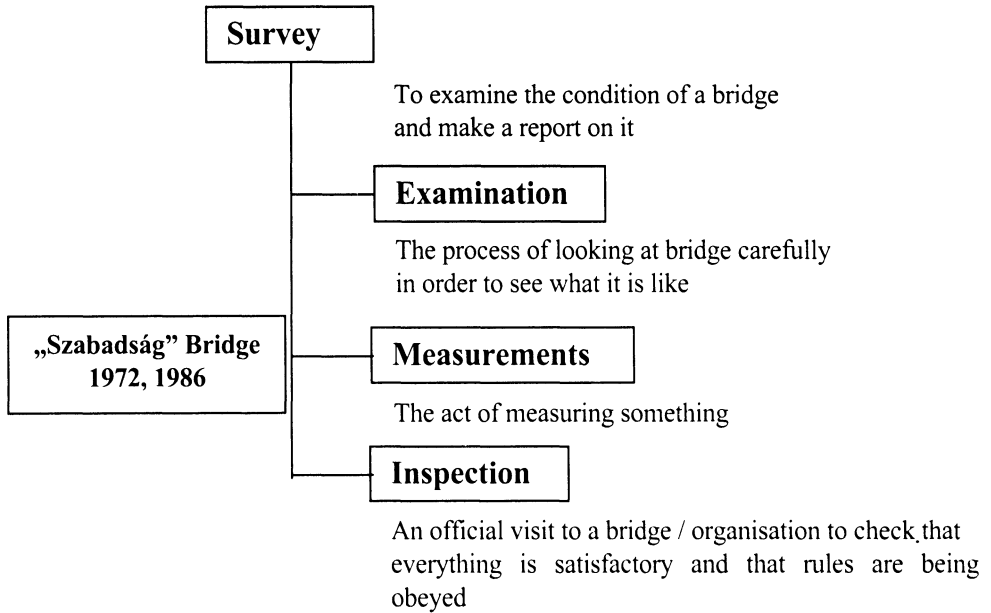 Survey
To examine the condition of a bridge
and make a report on it
Examination
The process of looking at bridge carefully
in order to see what it is like
„Szabadság” Bridge
1972, 1986
Measurements
The act of measuring something
Inspection
An official visit to a bridge / organisation to check that
everything is satisfactory and that rules are being
obeyed